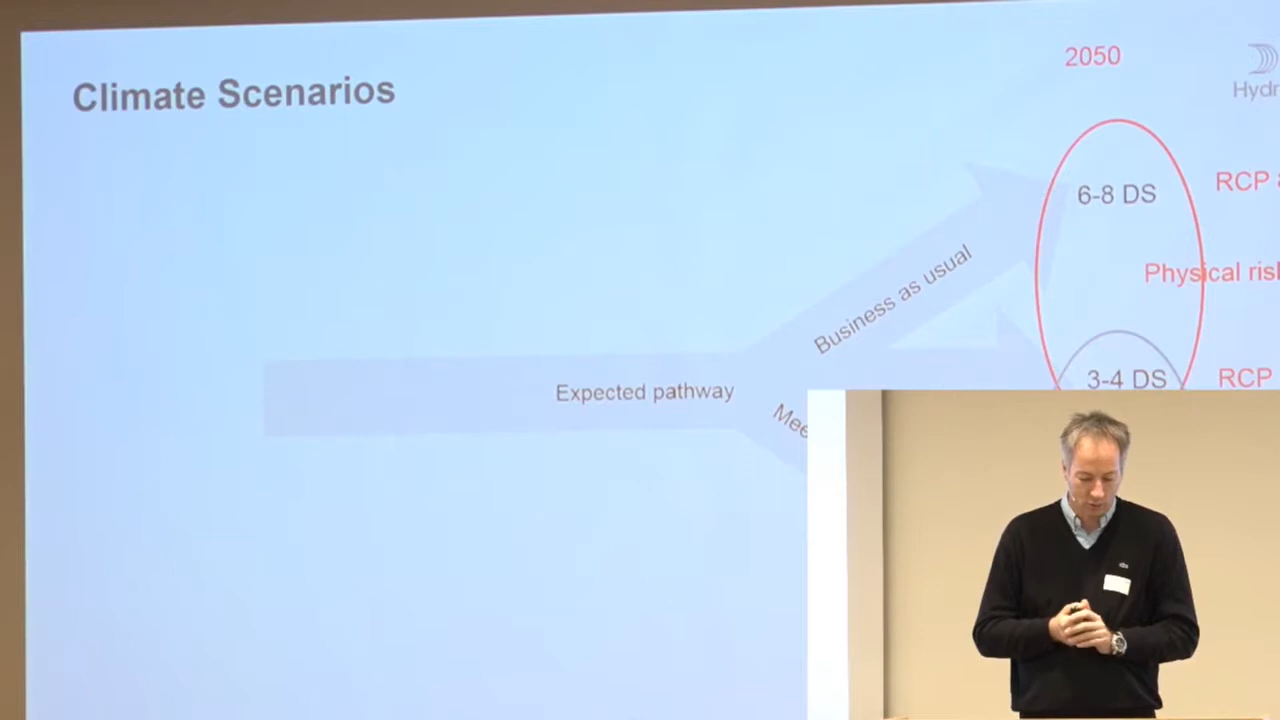 Climate Scenarios
2050
Hydr
6-8 DS
RCP
Business as usual
Physical risk
3-4 DS
RCP
Expected pathway
Mee